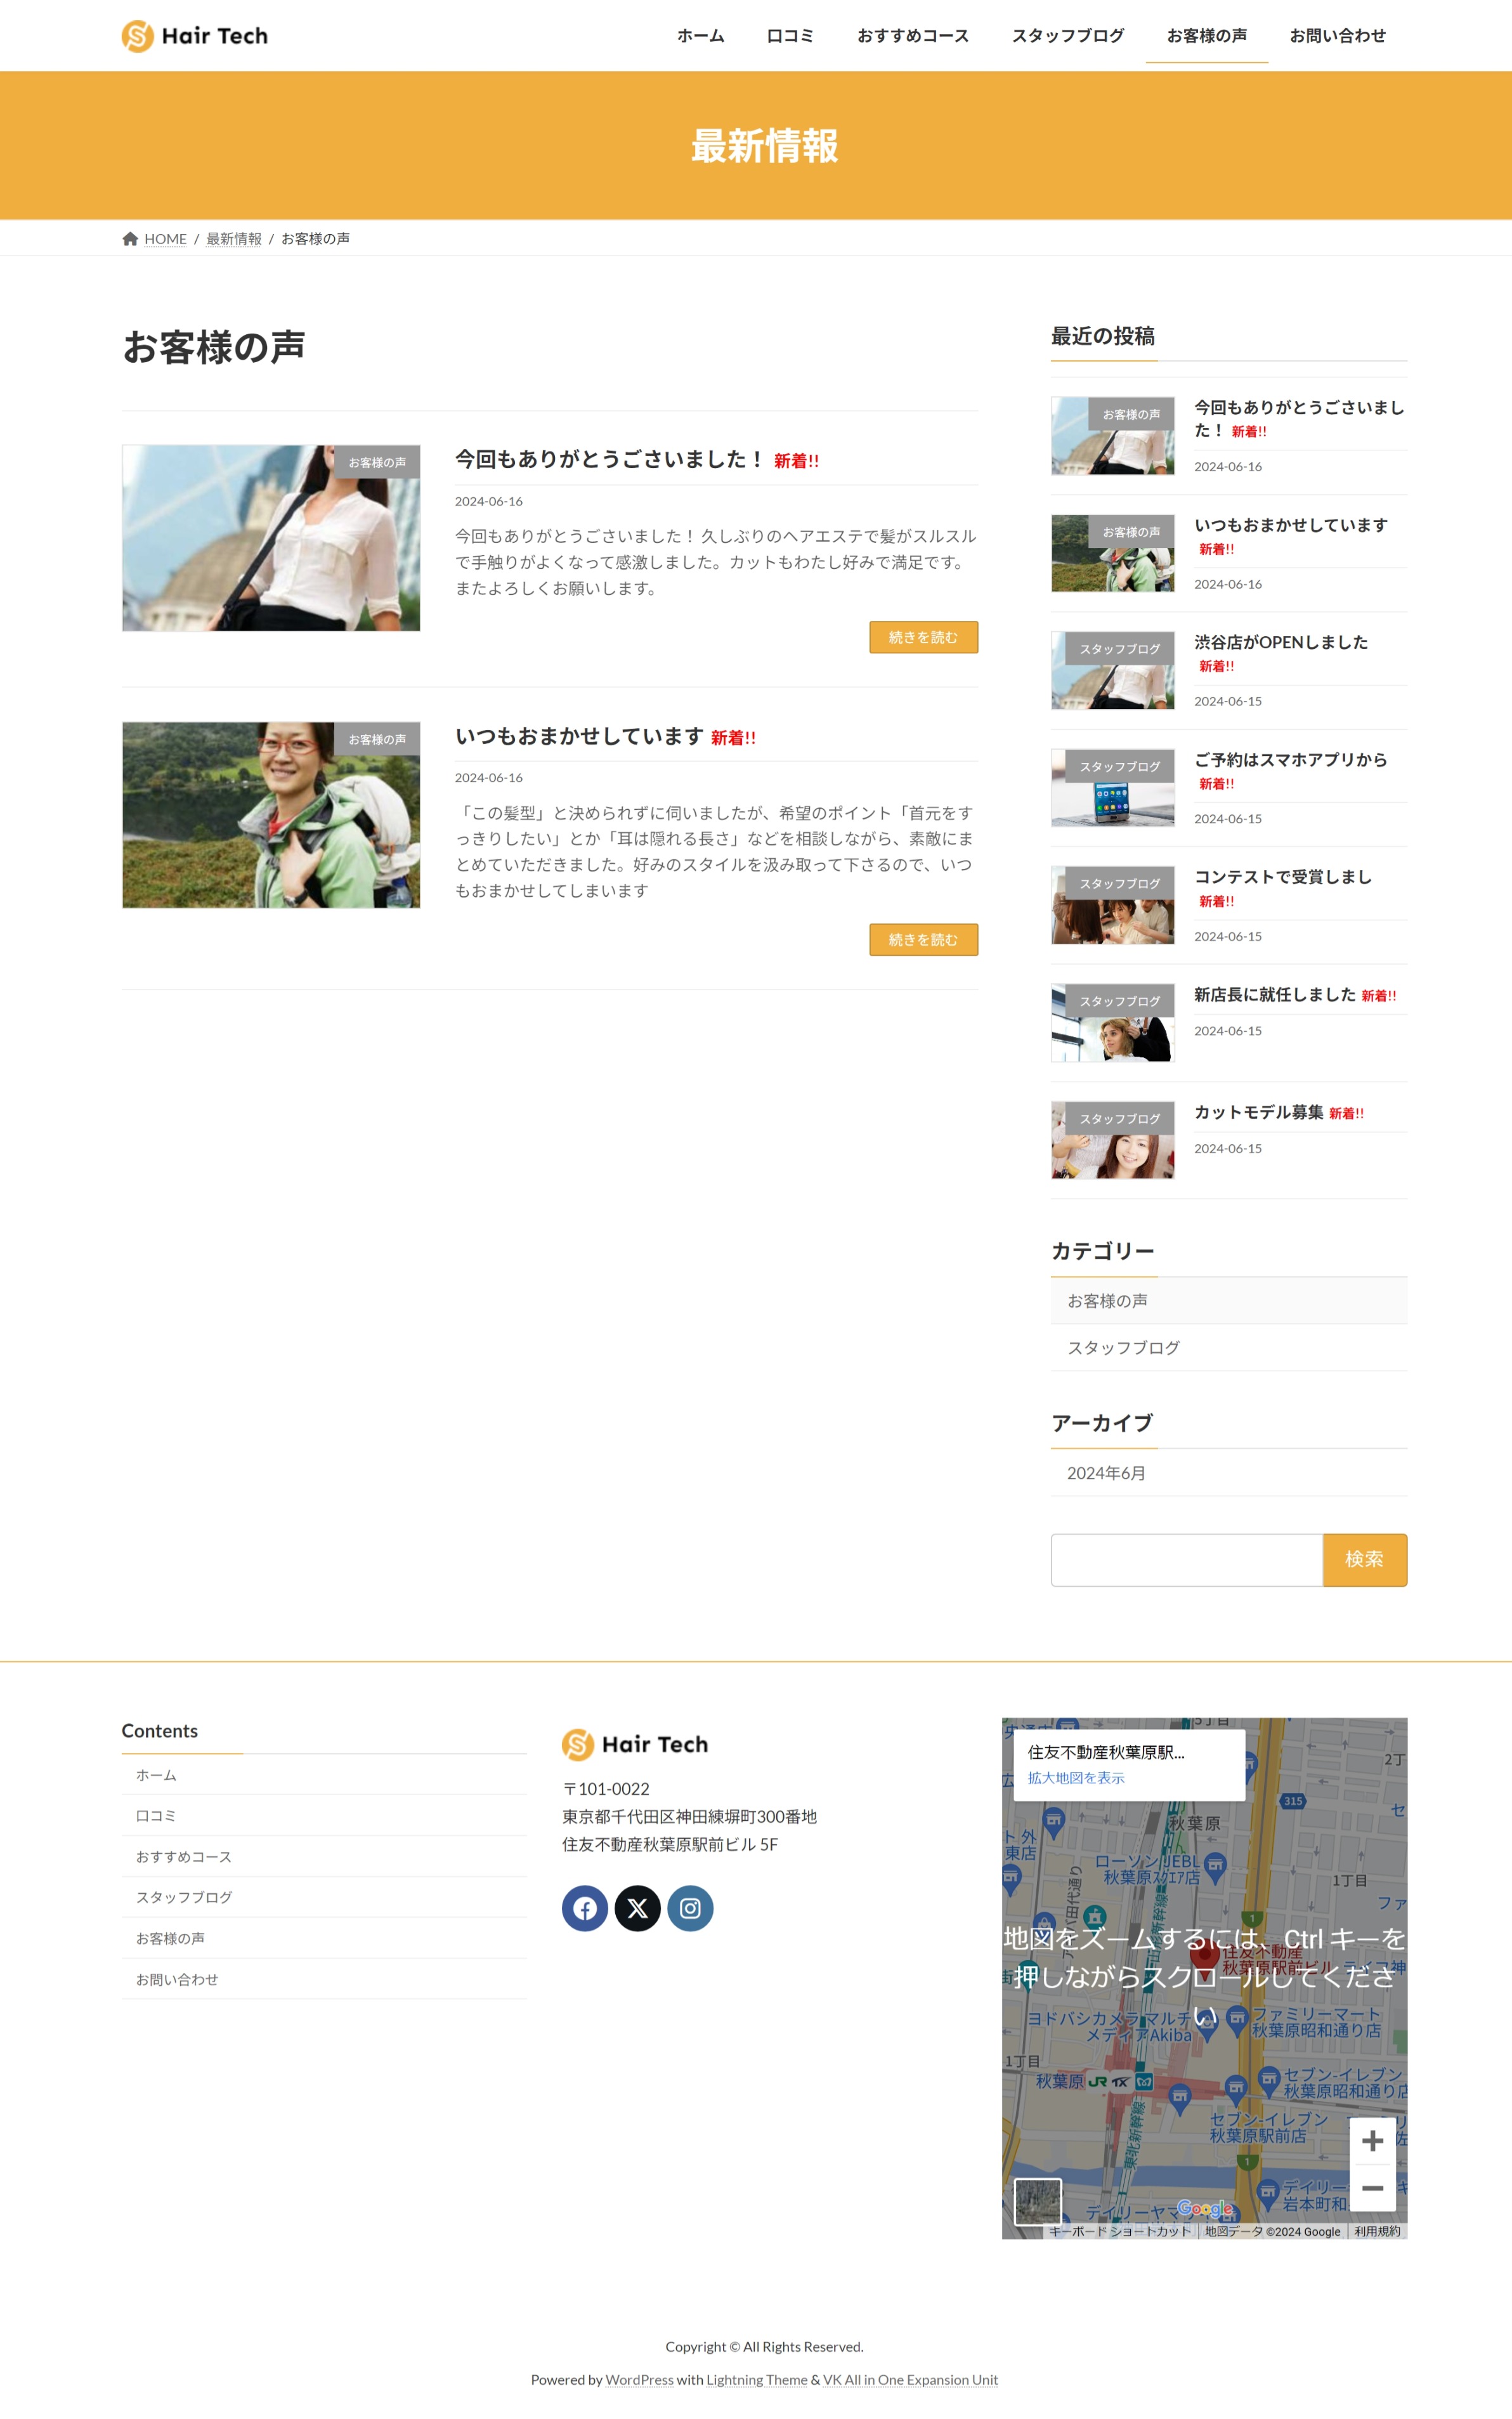 Hair Tech
ホーム
口コミ
おすすめコース
スタッフブログ
お客様の声
お問い合わせ
最新情報
HOME / 最新情報 / お客様の声
お客様の声
お客様の声
今回もありがとうございました！ 新着!!
2024-06-16
今回もありがとうございました！ 久しぶりのヘアエステで髪がスルスル
で手触りがよくなって感激しました。カットもわたし好みで満足です。
またよろしくお願いします。
続きを読む
お客様の声
いつもおまかせしています 新着!!
2024-06-16
「この髪型」と決められずに伺いましたが、希望のポイント「首元をす
っきりしたい」とか「耳は隠れる長さ」などを相談しながら、素敵にま
とめていただきました。好みのスタイルを汲み取って下さるので、いつ
もおまかせしてしまいます
続きを読む
最近の投稿
お客様の声
今回もありがとうございまし
た！ 新着!!
2024-06-16
お客様の声
いつもおまかせしています
新着!!
2024-06-16
スタッフブログ
渋谷店がOPENしました
新着!!
2024-06-15
スタッフブログ
ご予約はスマホアプリから
新着!!
2024-06-15
スタッフブログ
コンテストで受賞しまし
新着!!
2024-06-15
スタッフブログ
新店長に就任しました 新着!!
2024-06-15
スタッフブログ
カットモデル募集 新着!!
2024-06-15
カテゴリー
お客様の声
スタッフブログ
アーカイブ
2024年6月
検索
Contents
ホーム
口コミ
おすすめコース
スタッフブログ
お客様の声
お問い合わせ
Hair Tech
〒101-0022
東京都千代田区神田練塀町300番地
住友不動産秋葉原駅前ビル 5F
住友不動産秋葉原駅...
拡大地図を表示
315
秋葉原
ローソン JEBL
秋葉原ｽｸｴｱ店
1丁目
1
地図をズームするには、Ctrl キーを
押しながらスクロールしてくださ
い
住友不動産
秋葉原駅前ビル
ヨドバシカメラ マルチ
メディアAkiba
ファミリーマート
秋葉原昭和通り店
1丁目
秋葉原 JR TX
セブン-イレブン
秋葉原昭和通り店
セブン-イレブン
秋葉原駅前店
東北新幹線
1
Google
キーボード ショートカット
地図データ ©2024 Google
利用規約
Copyright © All Rights Reserved.
Powered by WordPress with Lightning Theme & VK All in One Expansion Unit